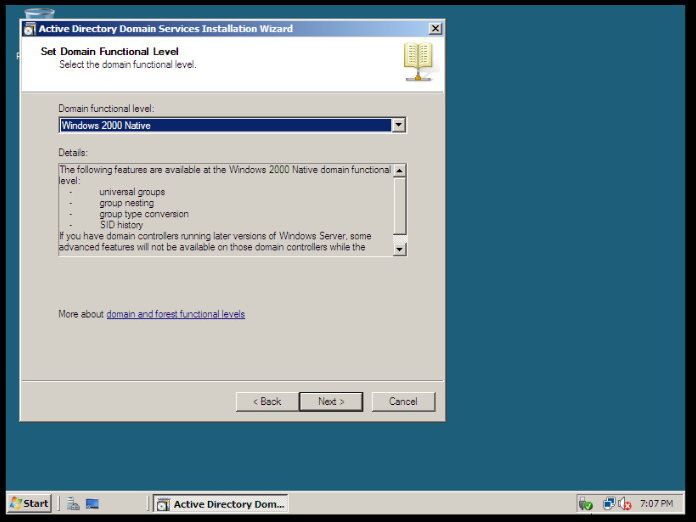 Active Directory Domain Services Installation Wizard
Set Domain Functional Level
Select the domain functional level.
Domain functional level:
Windows 2000 Native
Details:
The following features are available at the Windows 2000 Native domain functional
level:
- universal groups
- group nesting
- group type conversion
- SID history
If you have domain controllers running later versions of Windows Server, some
advanced features will not be available on those domain controllers while the
More about domain and forest functional levels
< Back
Next >
Cancel
Start
Active Directory Dom...
7:07 PM